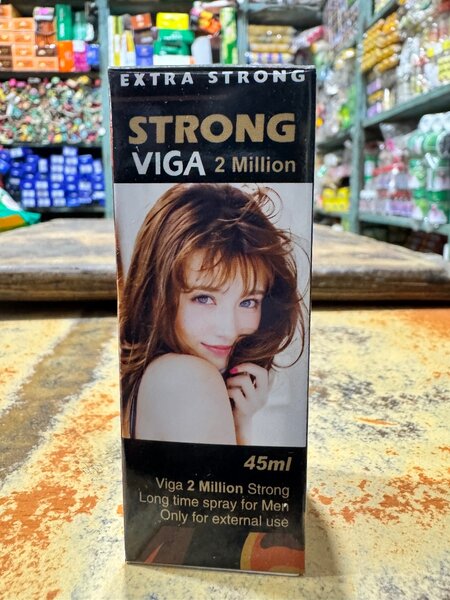 EXTRA STRONG
STRONG
VIGA 2 Million
45ml
Viga 2 Million Strong
Long time spray for Men
Only for external use